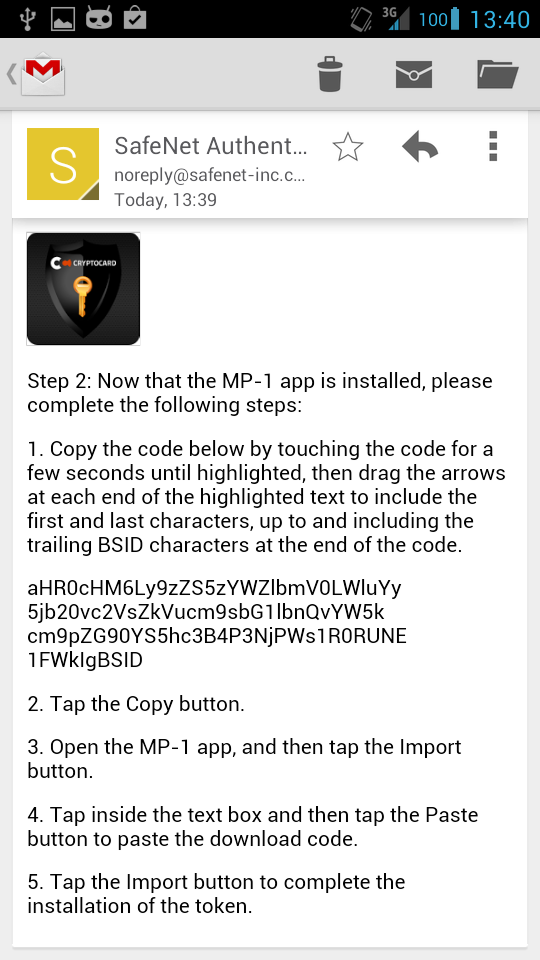 3G 100 13:40
S
SafeNet Authent...
noreply@safenet-inc.c...
Today, 13:39
CRYPTOCARD
Step 2: Now that the MP-1 app is installed, please
complete the following steps:
1. Copy the code below by touching the code for a
few seconds until highlighted, then drag the arrows
at each end of the highlighted text to include the
first and last characters, up to and including the
trailing BSID characters at the end of the code.
aHR0cHM6Ly9zZS5zYWZlbmV0LWluYy
5jb20vc2VsZkVucm9sbG1lbnQvYW5k
cm9pZG90YS5hc3B4P3NjPWs1R0RUNE
1FWkIgBSID
2. Tap the Copy button.
3. Open the MP-1 app, and then tap the Import
button.
4. Tap inside the text box and then tap the Paste
button to paste the download code.
5. Tap the Import button to complete the
installation of the token.